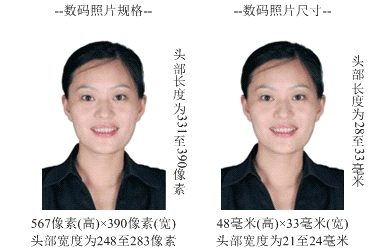 --数码照片规格--
头部长度为331至390像素
567像素(高)×390像素(宽)
头部宽度为248至283像素
--数码照片尺寸--
头部长度为28至33毫米
48毫米(高)×33毫米(宽)
头部宽度为21至24毫米